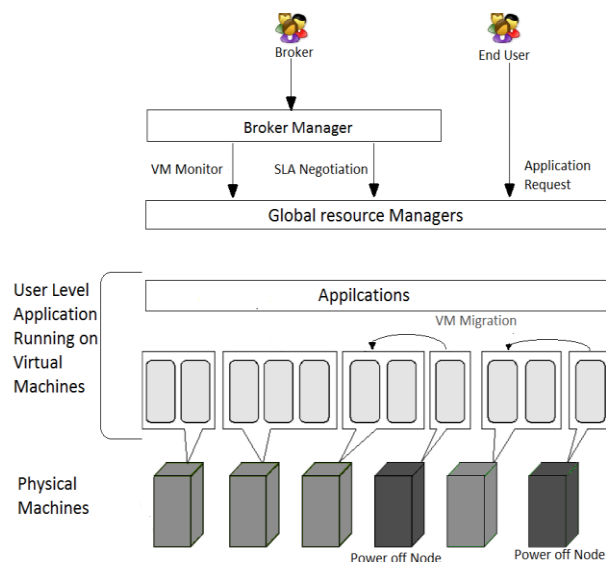 Broker
End User
Broker Manager
VM Monitor
SLA Negotiation
Application
Request
Global resource Managers
User Level
Application
Running on
Virtual
Machines
Appilcations
VM Migration
Physical
Machines
Power off Node
Power off Node